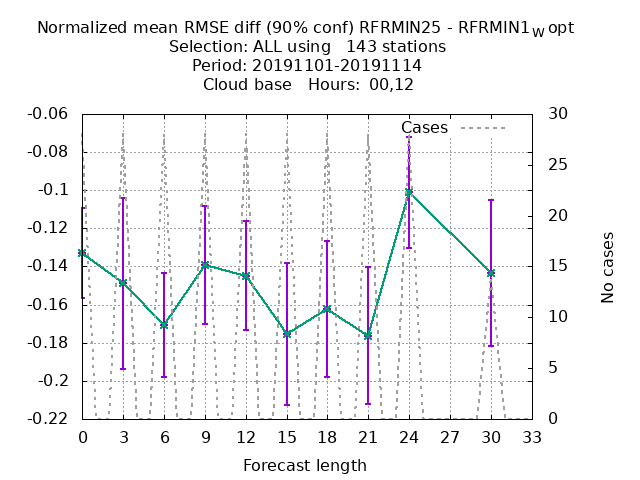 Normalized mean RMSE diff (90% conf) RFRMIN25 - RFRMIN1wopt
Selection: ALL using 143 stations
Period: 20191101-20191114
Cloud base Hours: 00,12
Cases
-0.06
-0.08
-0.1
-0.12
-0.14
-0.16
-0.18
-0.2
-0.22
30
25
20
15
10
5
0
No cases
0 3 6 9 12 15 18 21 24 27 30 33
Forecast length